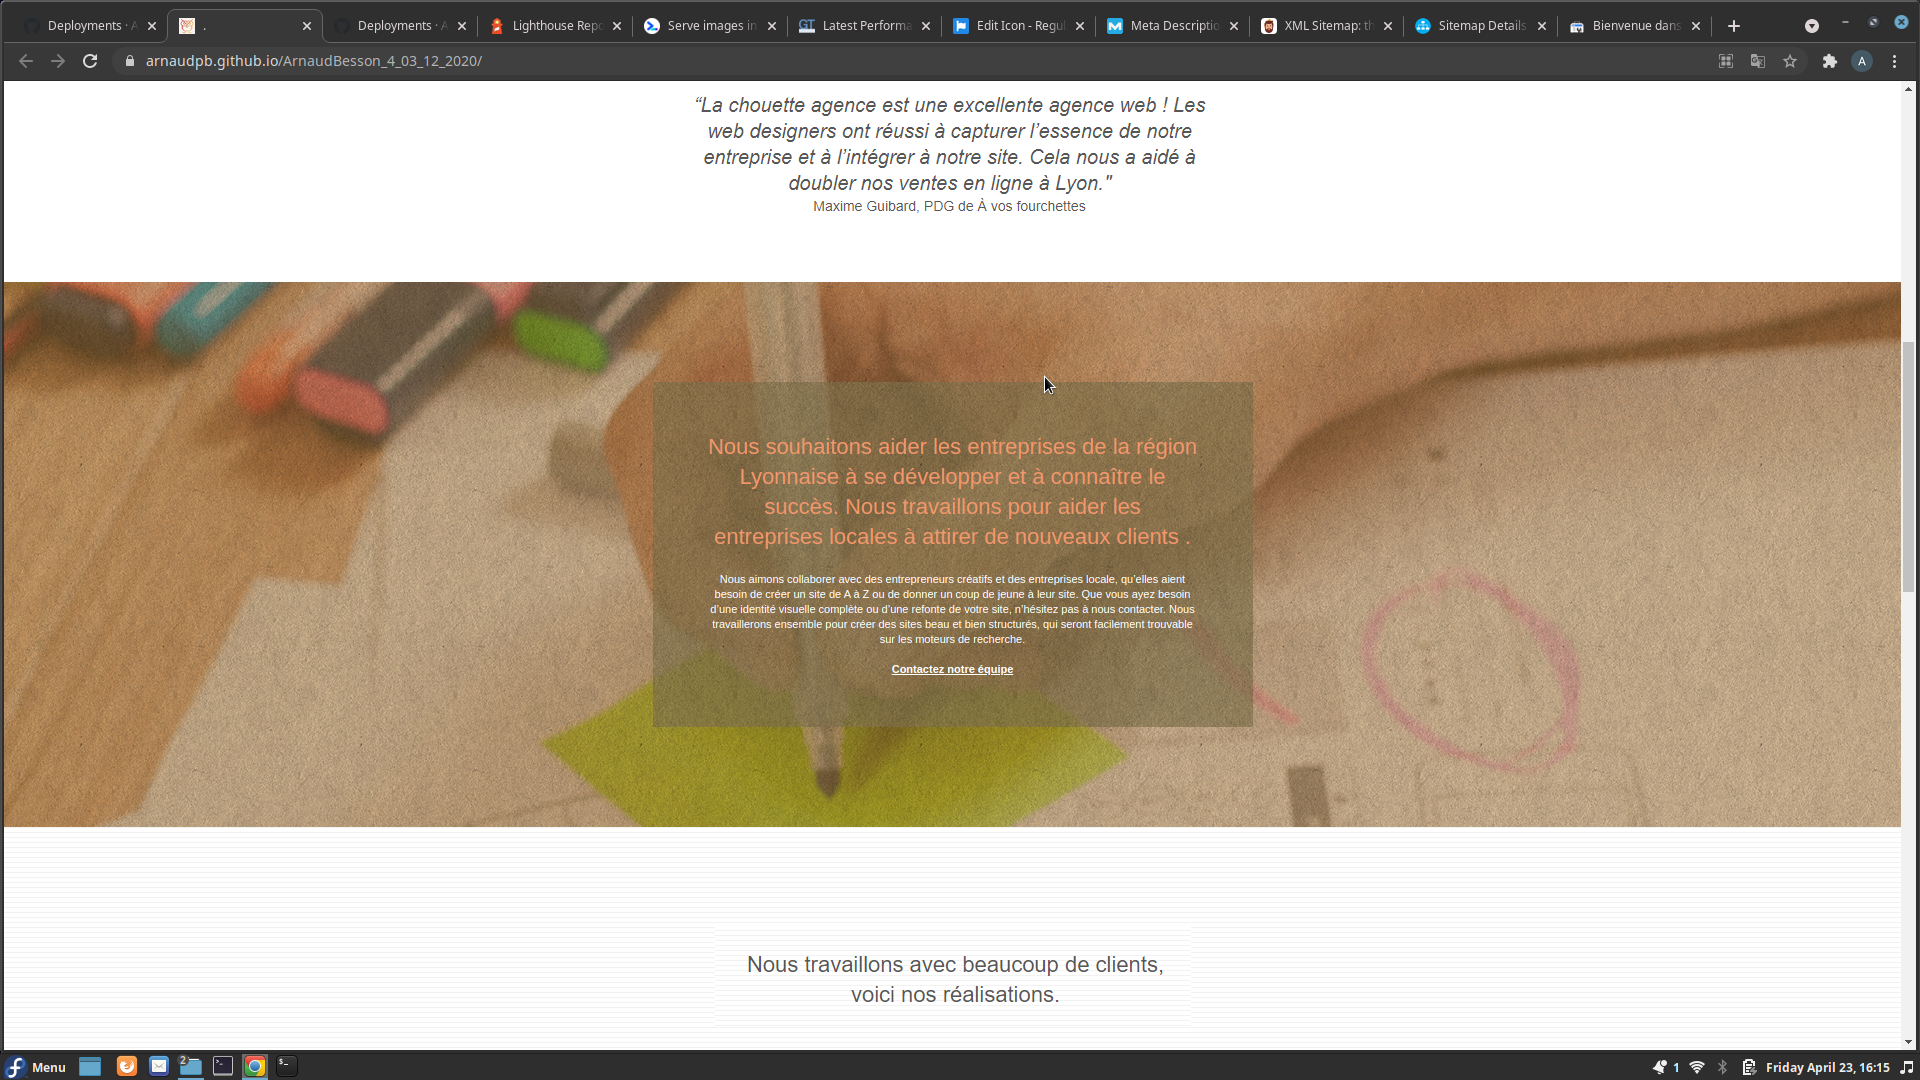 Deployments · A
.
Deployments · A
Lighthouse Repo
Serve images in
Latest Performa
Edit Icon - Regul
Meta Descriptio
XML Sitemap: th
Sitemap Details
Bienvenue dans
arnaudpb.github.io/ArnaudBesson_4_03_12_2020/
A
“La chouette agence est une excellente agence web ! Les
web designers ont réussi à capturer l’essence de notre
entreprise et à l’intégrer à notre site. Cela nous a aidé à
doubler nos ventes en ligne à Lyon."
Maxime Guibard, PDG de À vos fourchettes
Nous souhaitons aider les entreprises de la région
Lyonnaise à se développer et à connaître le
succès. Nous travaillons pour aider les
entreprises locales à attirer de nouveaux clients .
Nous aimons collaborer avec des entrepreneurs créatifs et des entreprises locale, qu’elles aient
besoin de créer un site de A à Z ou de donner un coup de jeune à leur site. Que vous ayez besoin
d’une identité visuelle complète ou d’une refonte de votre site, n’hésitez pas à nous contacter. Nous
travaillerons ensemble pour créer des sites beau et bien structurés, qui seront facilement trouvable
sur les moteurs de recherche.
Contactez notre équipe
Nous travaillons avec beaucoup de clients,
voici nos réalisations.
Menu
2
1
Friday April 23, 16:15